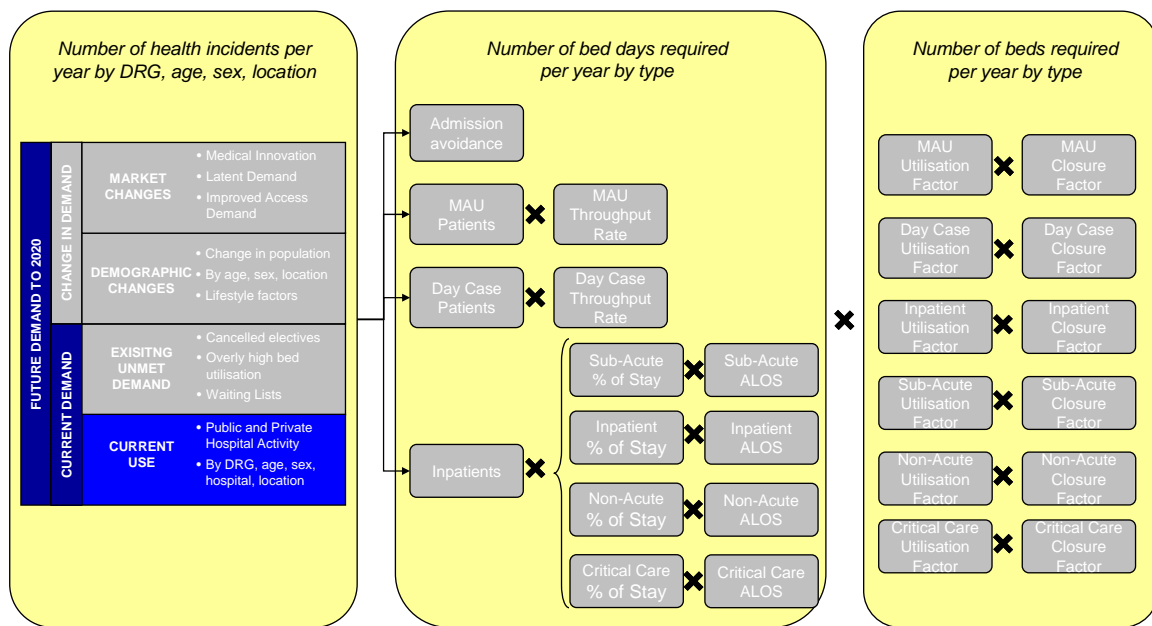 Number of health incidents per
year by DRG, age, sex, location
FUTURE DEMAND TO 2020
CHANGE IN DEMAND
MARKET
CHANGES
• Medical Innovation
• Latent Demand
• Improved Access
Demand
DEMOGRAPHIC
CHANGES
• Change in population
• By age, sex, location
• Lifestyle factors
CURRENT DEMAND
EXISITNG
UNMET
DEMAND
• Cancelled electives
• Overly high bed
utilisation
• Waiting Lists
CURRENT
USE
• Public and Private
Hospital Activity
• By DRG, age, sex,
hospital, location
Number of bed days required
per year by type
Admission
avoidance
MAU
Patients
MAU
Throughput
Rate
Day Case
Patients
Day Case
Throughput
Rate
Inpatients
Sub-Acute
% of Stay
Sub-Acute
ALOS
Inpatient
% of Stay
Inpatient
ALOS
Non-Acute
% of Stay
Non-Acute
ALOS
Critical Care
% of Stay
Critical Care
ALOS
Number of beds required
per year by type
MAU
Utilisation
Factor
MAU
Closure
Factor
Day Case
Utilisation
Factor
Day Case
Closure
Factor
Inpatient
Utilisation
Factor
Inpatient
Closure
Factor
Sub-Acute
Utilisation
Factor
Sub-Acute
Closure
Factor
Non-Acute
Utilisation
Factor
Non-Acute
Closure
Factor
Critical Care
Utilisation
Factor
Critical Care
Closure
Factor